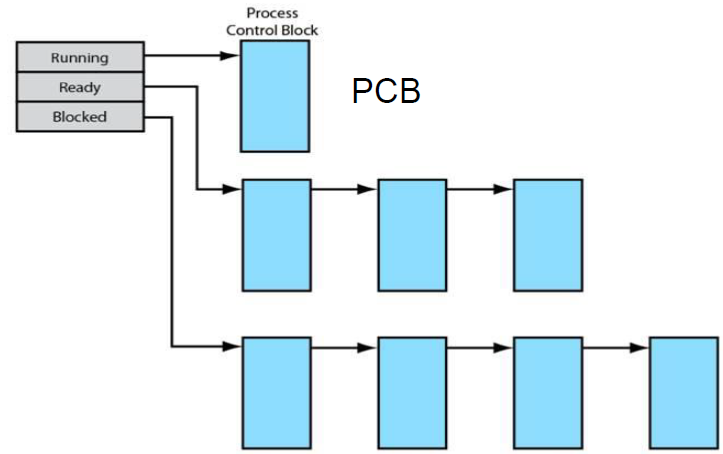 Process
Control Block
Running
Ready
Blocked
PCB